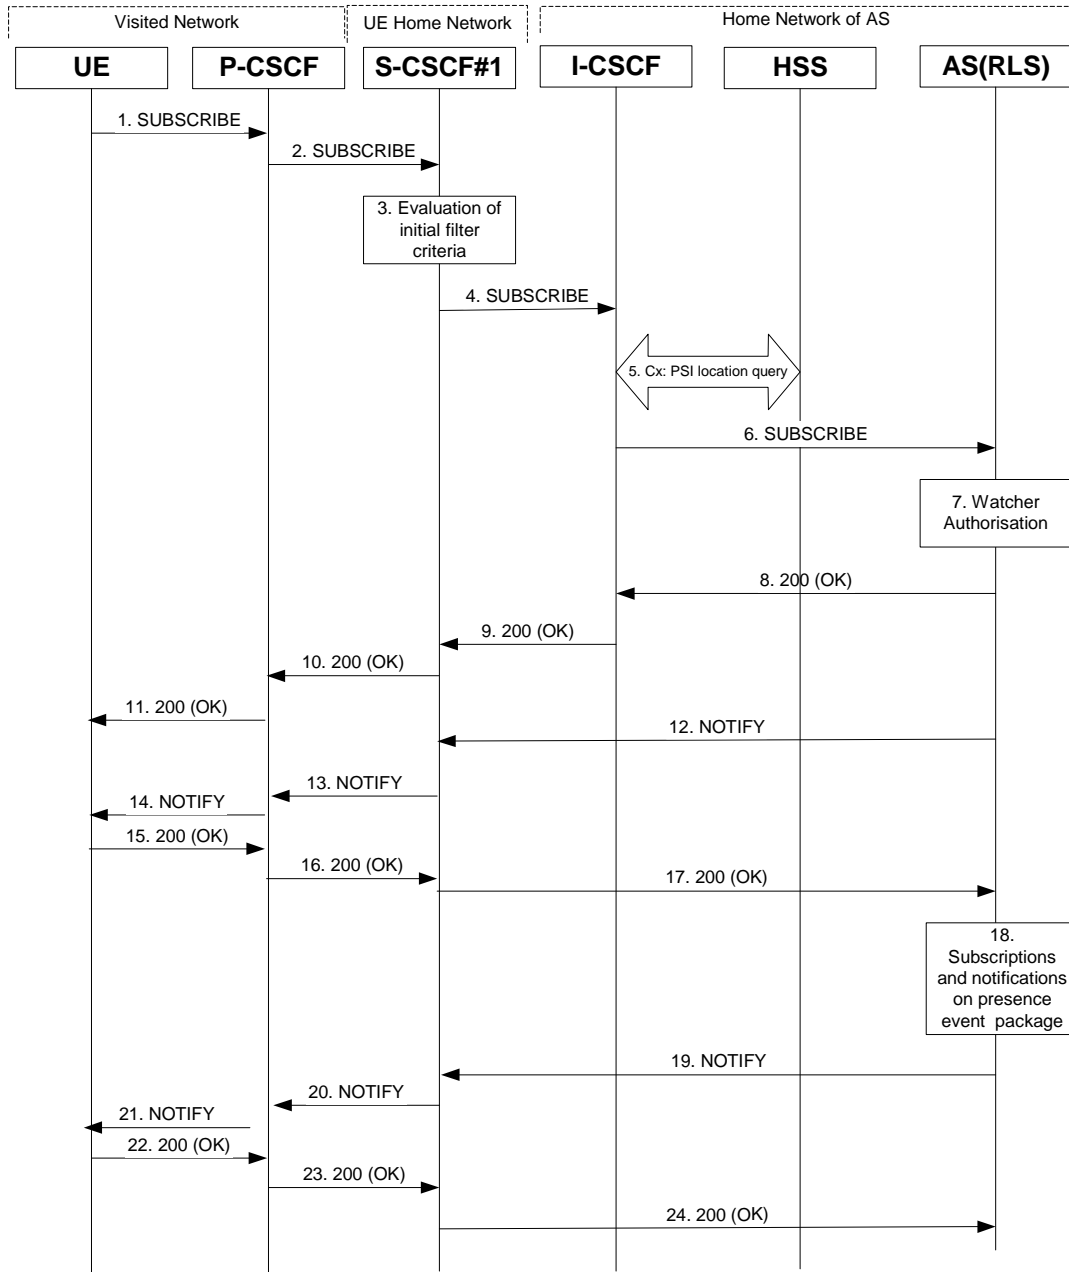 Visited Network
UE Home Network
Home Network of AS
UE
P-CSCF
S-CSCF#1
I-CSCF
HSS
AS(RLS)
1. SUBSCRIBE
2. SUBSCRIBE
3. Evaluation of
initial filter
criteria
4. SUBSCRIBE
5. Cx: PSI location query
6. SUBSCRIBE
7. Watcher
Authorisation
8. 200 (OK)
9. 200 (OK)
10. 200 (OK)
11. 200 (OK)
12. NOTIFY
13. NOTIFY
14. NOTIFY
15. 200 (OK)
16. 200 (OK)
17. 200 (OK)
18.
Subscriptions
and notifications
on presence
event package
19. NOTIFY
20. NOTIFY
21. NOTIFY
22. 200 (OK)
23. 200 (OK)
24. 200 (OK)